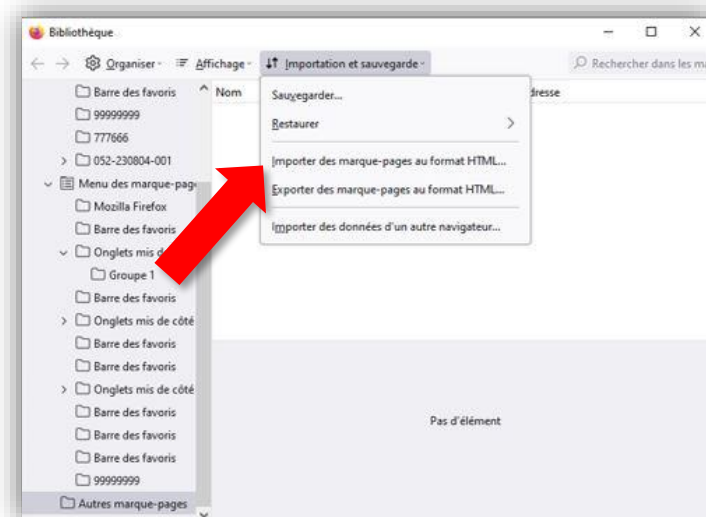 Bibliothèque
Organiser Affichage Importation et sauvegarde Rechercher dans les
Barre des favoris Nom Sauvegarder...
99999999 Restaurer
777666
052-230804-001 Importer des marque-pages au format HTML...
Menu des marque-pag Exporter des marque-pages au format HTML...
Mozilla Firefox
Barre des favoris Importer des données d'un autre navigateur...
Onglets mis d
Groupe 1
Barre des favoris
Onglets mis de côté
Barre des favoris
Barre des favoris
Onglets mis de côté
Barre des favoris Pas d'élément
Barre des favoris
Barre des favoris
99999999
Autres marque-pages